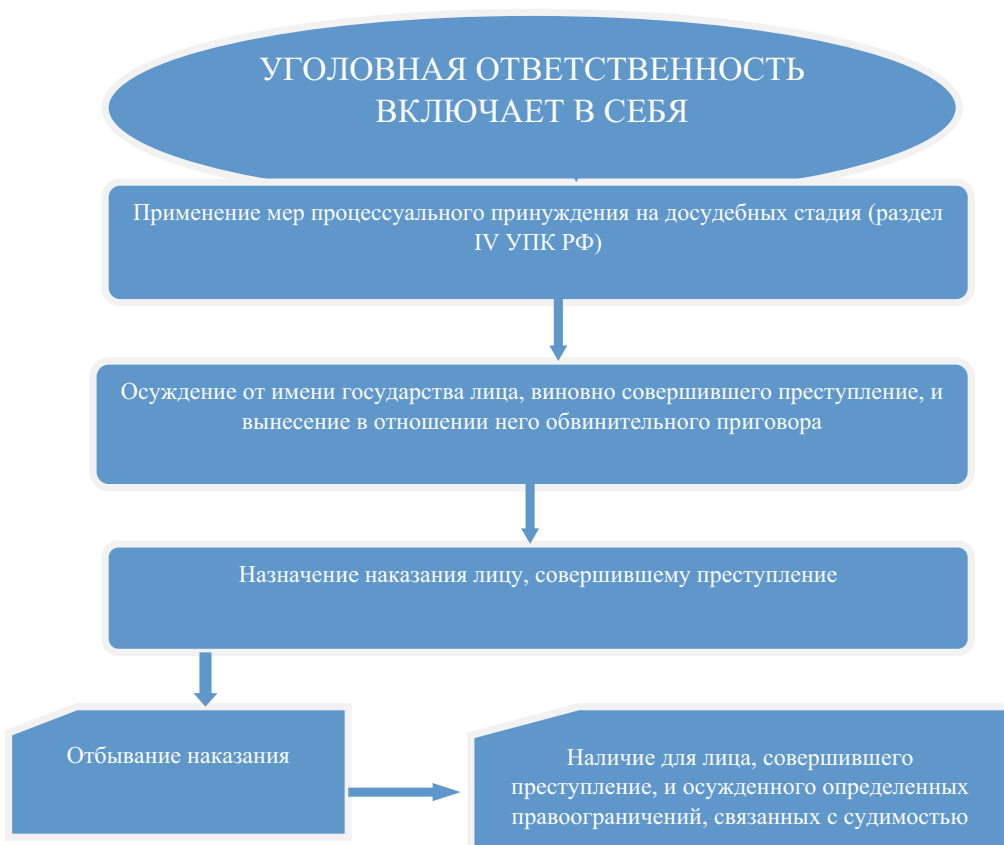 УГОЛОВНАЯ ОТВЕТСТВЕННОСТЬ
ВКЛЮЧАЕТ В СЕБЯ
Применение мер процессуального принуждения на досудебных стадия (раздел
IV УПК РФ)
Осуждение от имени государства лица, виновно совершившего преступление, и
вынесение в отношении него обвинительного приговора
Назначение наказания лицу, совершившему преступление
Отбывание наказания
Наличие для лица, совершившего
преступление, и осужденного определенных
правоограничений, связанных с судимостью